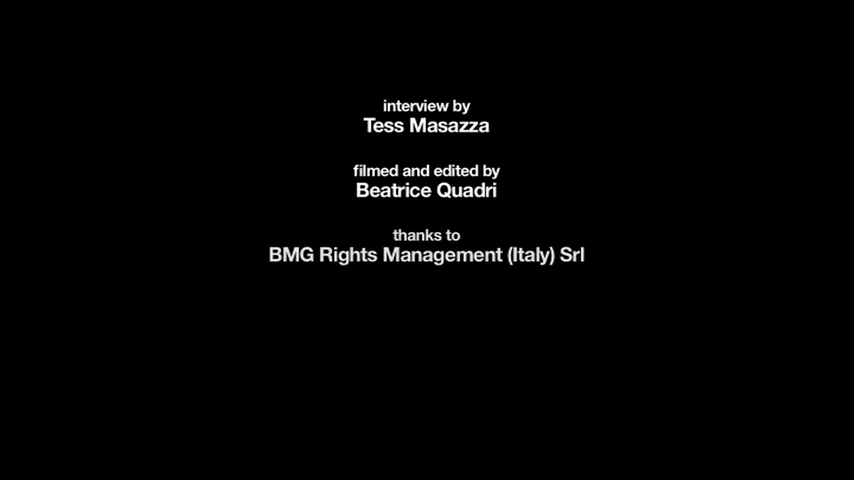 interview by
Tess Masazza
filmed and edited by
Beatrice Quadri
thanks to
BMG Rights Management (Italy) Srl